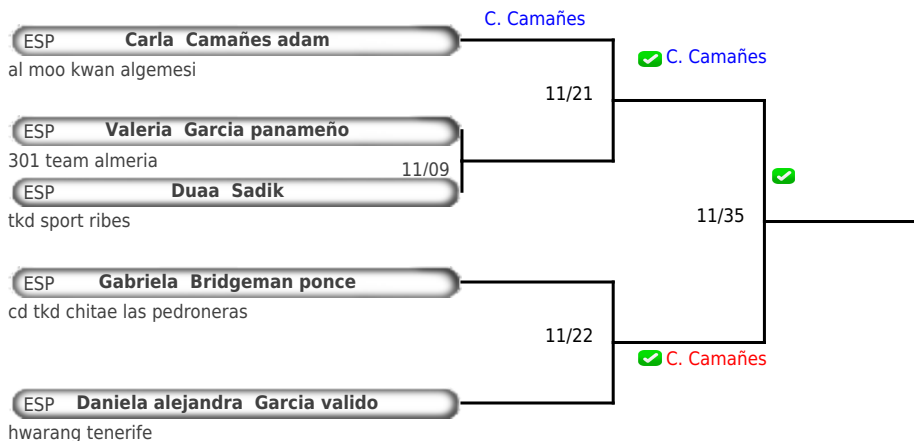 C. Camañes
ESP Carla Camañes adam
al moo kwan algemesi
C. Camañes
11/21
ESP Valeria Garcia panameño
301 team almeria
11/09
ESP Duaa Sadik
tkd sport ribes
11/35
ESP Gabriela Bridgeman ponce
cd tkd chitae las pedroneras
11/22
C. Camañes
ESP Daniela alejandra Garcia valido
hwarang tenerife